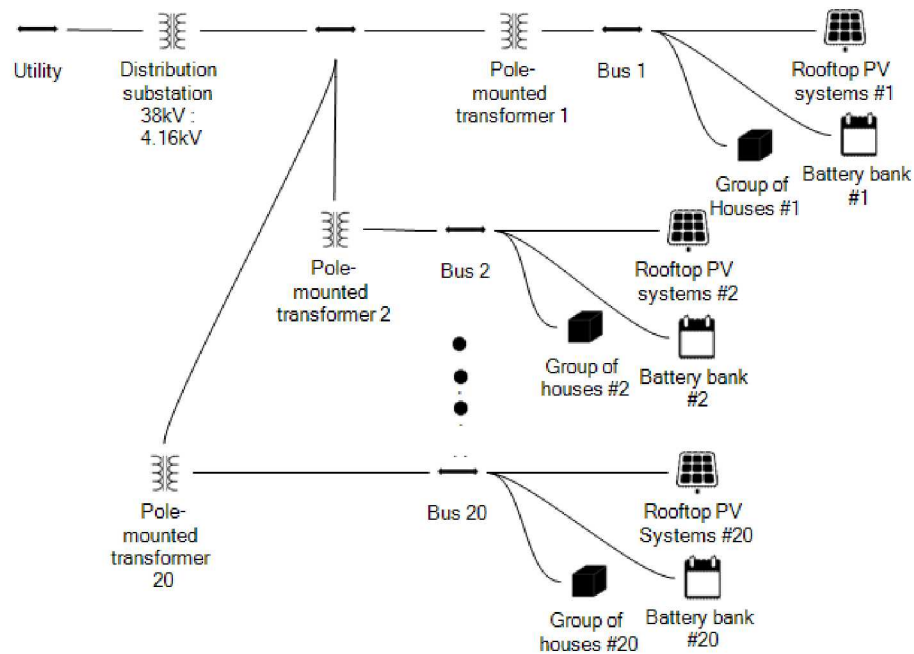 Utility
Distribution
substation
38kV :
4.16kV
Pole-
mounted
transformer 1
Bus 1
Rooftop PV
systems #1
Group of
Houses #1
Battery bank
#1
Pole-
mounted
transformer 2
Bus 2
Rooftop PV
systems #2
Group of
houses #2
Battery bank
#2
Pole-
mounted
transformer
20
Bus 20
Rooftop PV
Systems #20
Group of
houses #20
Battery bank
#20